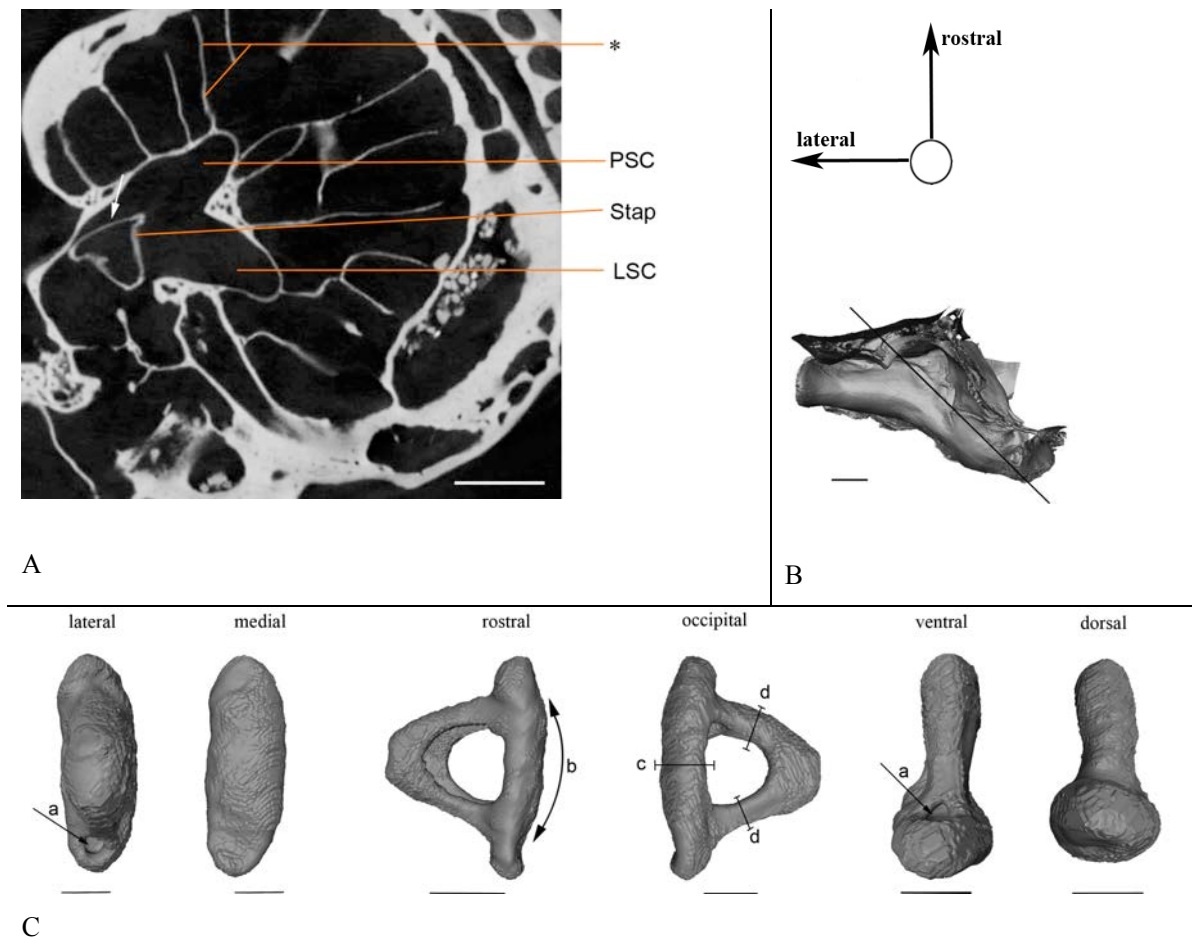 *
PSC
Stap
LSC
A
rostral
lateral
B
lateral
medial
rostral
occipital
ventral
dorsal
a
b
c
d
d
a
C